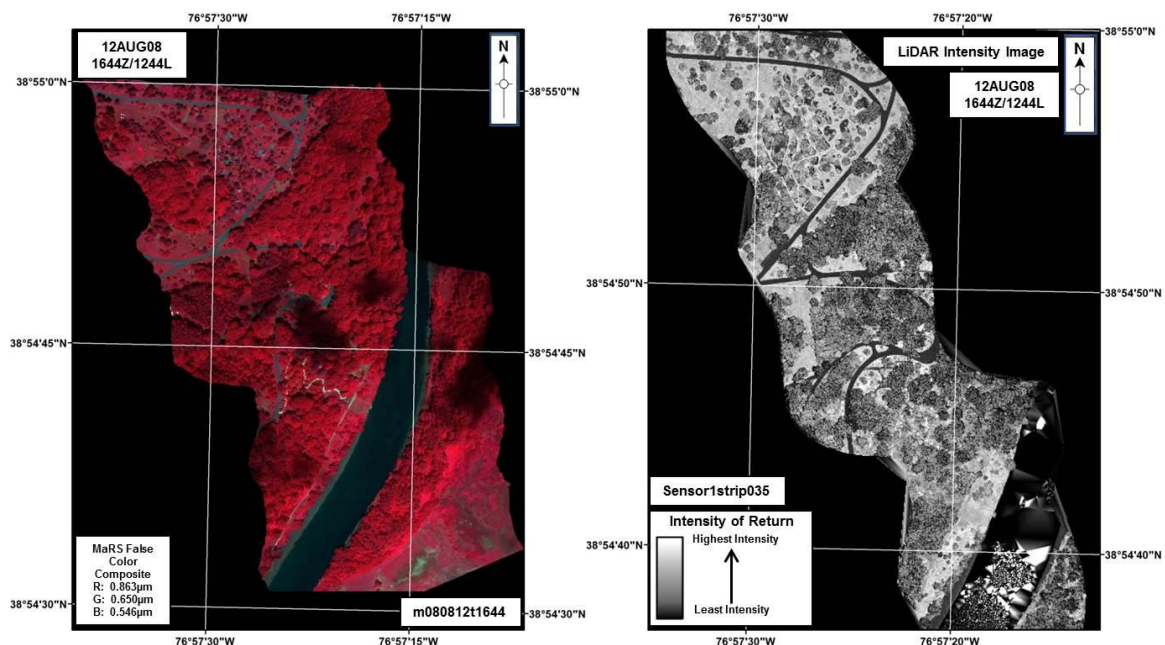 76°57'30"W
76°57'15"W
12AUG08
1644Z/1244L
N
38°55'0"N
38°55'0"N
38°54'45"N
38°54'45"N
MaRS False
Color
Composite
R: 0.863µm
G: 0.650µm
B: 0.546µm
m080812t1644
38°54'30"N
38°54'30"N
76°57'30"W
76°57'15"W
76°57'30"W
76°57'20"W
38°55'0"N
LiDAR Intensity Image
N
12AUG08
1644Z/1244L
38°54'50"N
38°54'50"N
Sensor1strip035
Intensity of Return
Highest Intensity
Least Intensity
38°54'40"N
38°54'40"N
76°57'30"W
76°57'20"W